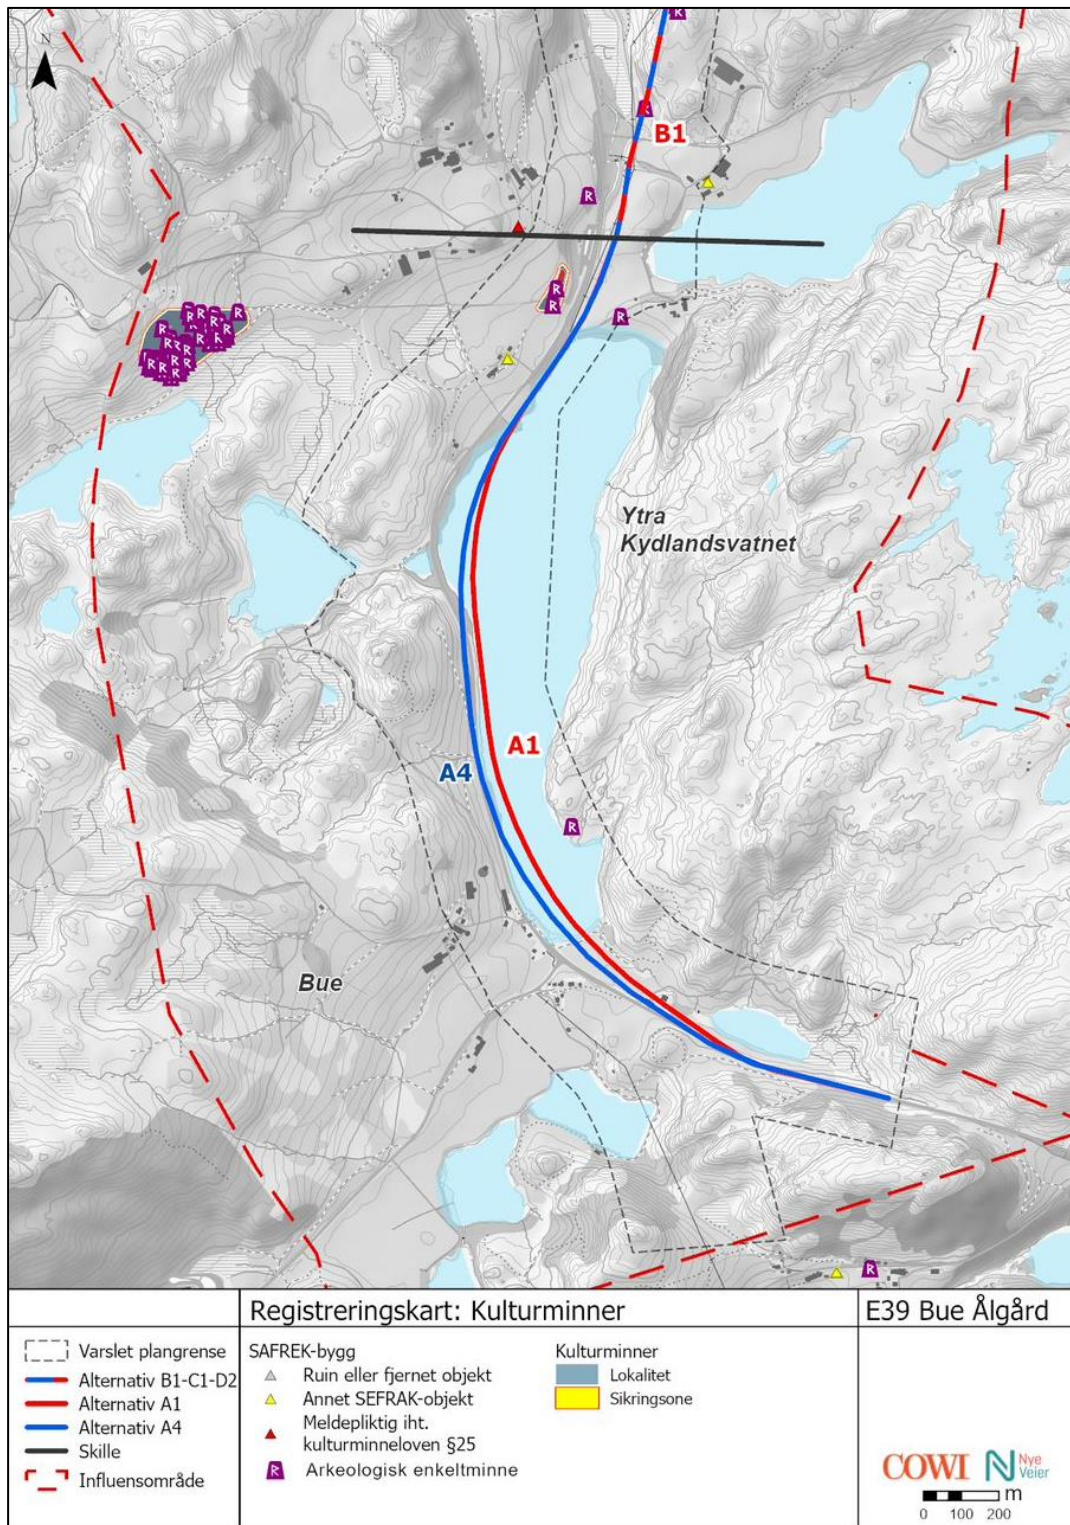 N
B1
Ytra
Kydlandsvatnet
A1
A4
Bue
Registreringskart: Kulturminner
E39 Bue Ålgård
Varslet plangrense
Alternativ B1-C1-D2
Alternativ A1
Alternativ A4
Skille
Influensområde
SAFREK-bygg
Ruin eller fjernet objekt
Annet SEFRAK-objekt
Meldepliktig iht.
kulturminneloven §25
Arkeologisk enkeltminne
Kulturminner
Lokalitet
Sikringsone
COWI
Nye
Veier
m
0 100 200